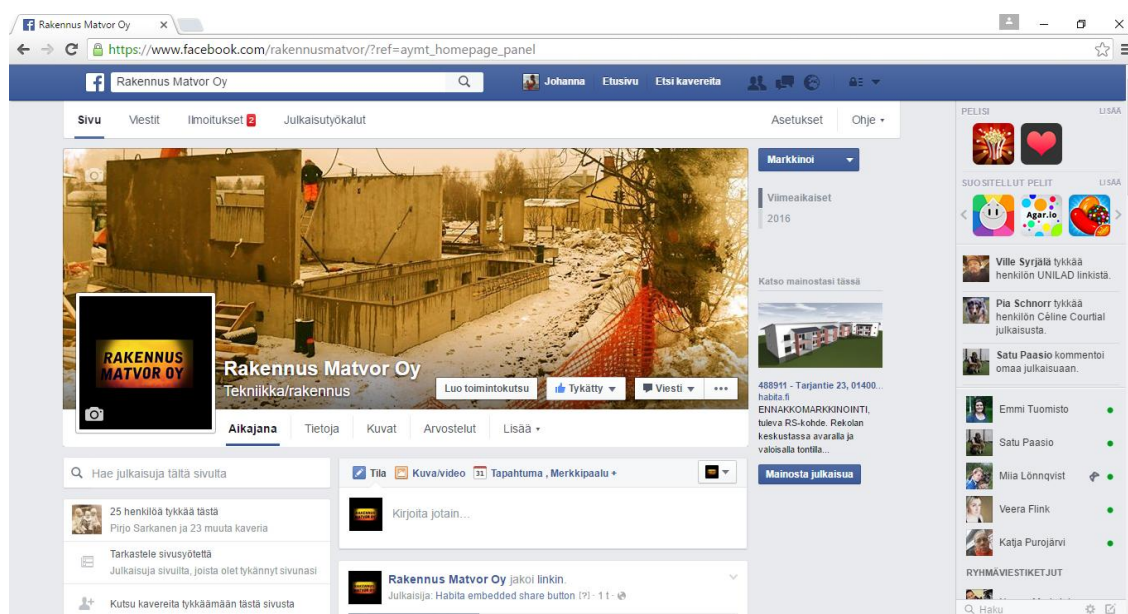 Rakennus Matvor Oy
https://www.facebook.com/rakennusmatvor/?ref=aymt_homepage_panel
Rakennus Matvor Oy
Johanna Etusivu Etsi kavereita
Sivu Viestit Ilmoitukset 2 Julkaisutyökalut
Asetukset Ohje
RAKENNUS
MATVOR OY
Rakennus Matvor Oy
Tekniikka/rakennus
Luo toimintokutsu Tykätty Viesti
Aikajana Tietoja Kuvat Arvostelut Lisää
Hae julkaisuja tältä sivulta
25 henkilöä tykkää tästä
Pirjo Sarkanen ja 23 muuta kaveria
Tarkastele sivusyötettä
Julkaisuja sivuilta, joista olet tykännyt sivunasi
Kutsu kavereita tykkäämään tästä sivusta
Tila Kuva/video 31 Tapahtuma , Merkkipaalu +
Kirjoita jotain...
Rakennus Matvor Oy jakoi linkin.
Julkaisija: Habita embedded share button [?] · 1 t ·
Markkinoi
Viimeaikaiset
2016
Katso mainostasi tässä
488911 - Tarjantie 23, 01400...
habita.fi
ENNAKKOMARKKINOINTI,
tuleva RS-kohde. Rekolan
keskustassa avaralla ja
valoisalla tontilla...
Mainosta julkaisua
PELISI LISÄÄ
SUOSITELLUT PELIT LISÄÄ
Agar.io
Ville Syrjälä tykkää
henkilön UNILAD linkistä.
Pia Schnorr tykkää
henkilön Cèline Courtial
julkaisusta.
Satu Paasio kommentoi
omaa julkaisuaan.
Emmi Tuomisto
Satu Paasio
Miia Lönnqvist
Veera Flink
Katja Purojärvi
RYHMÄVIESTIKETJUT
Haku